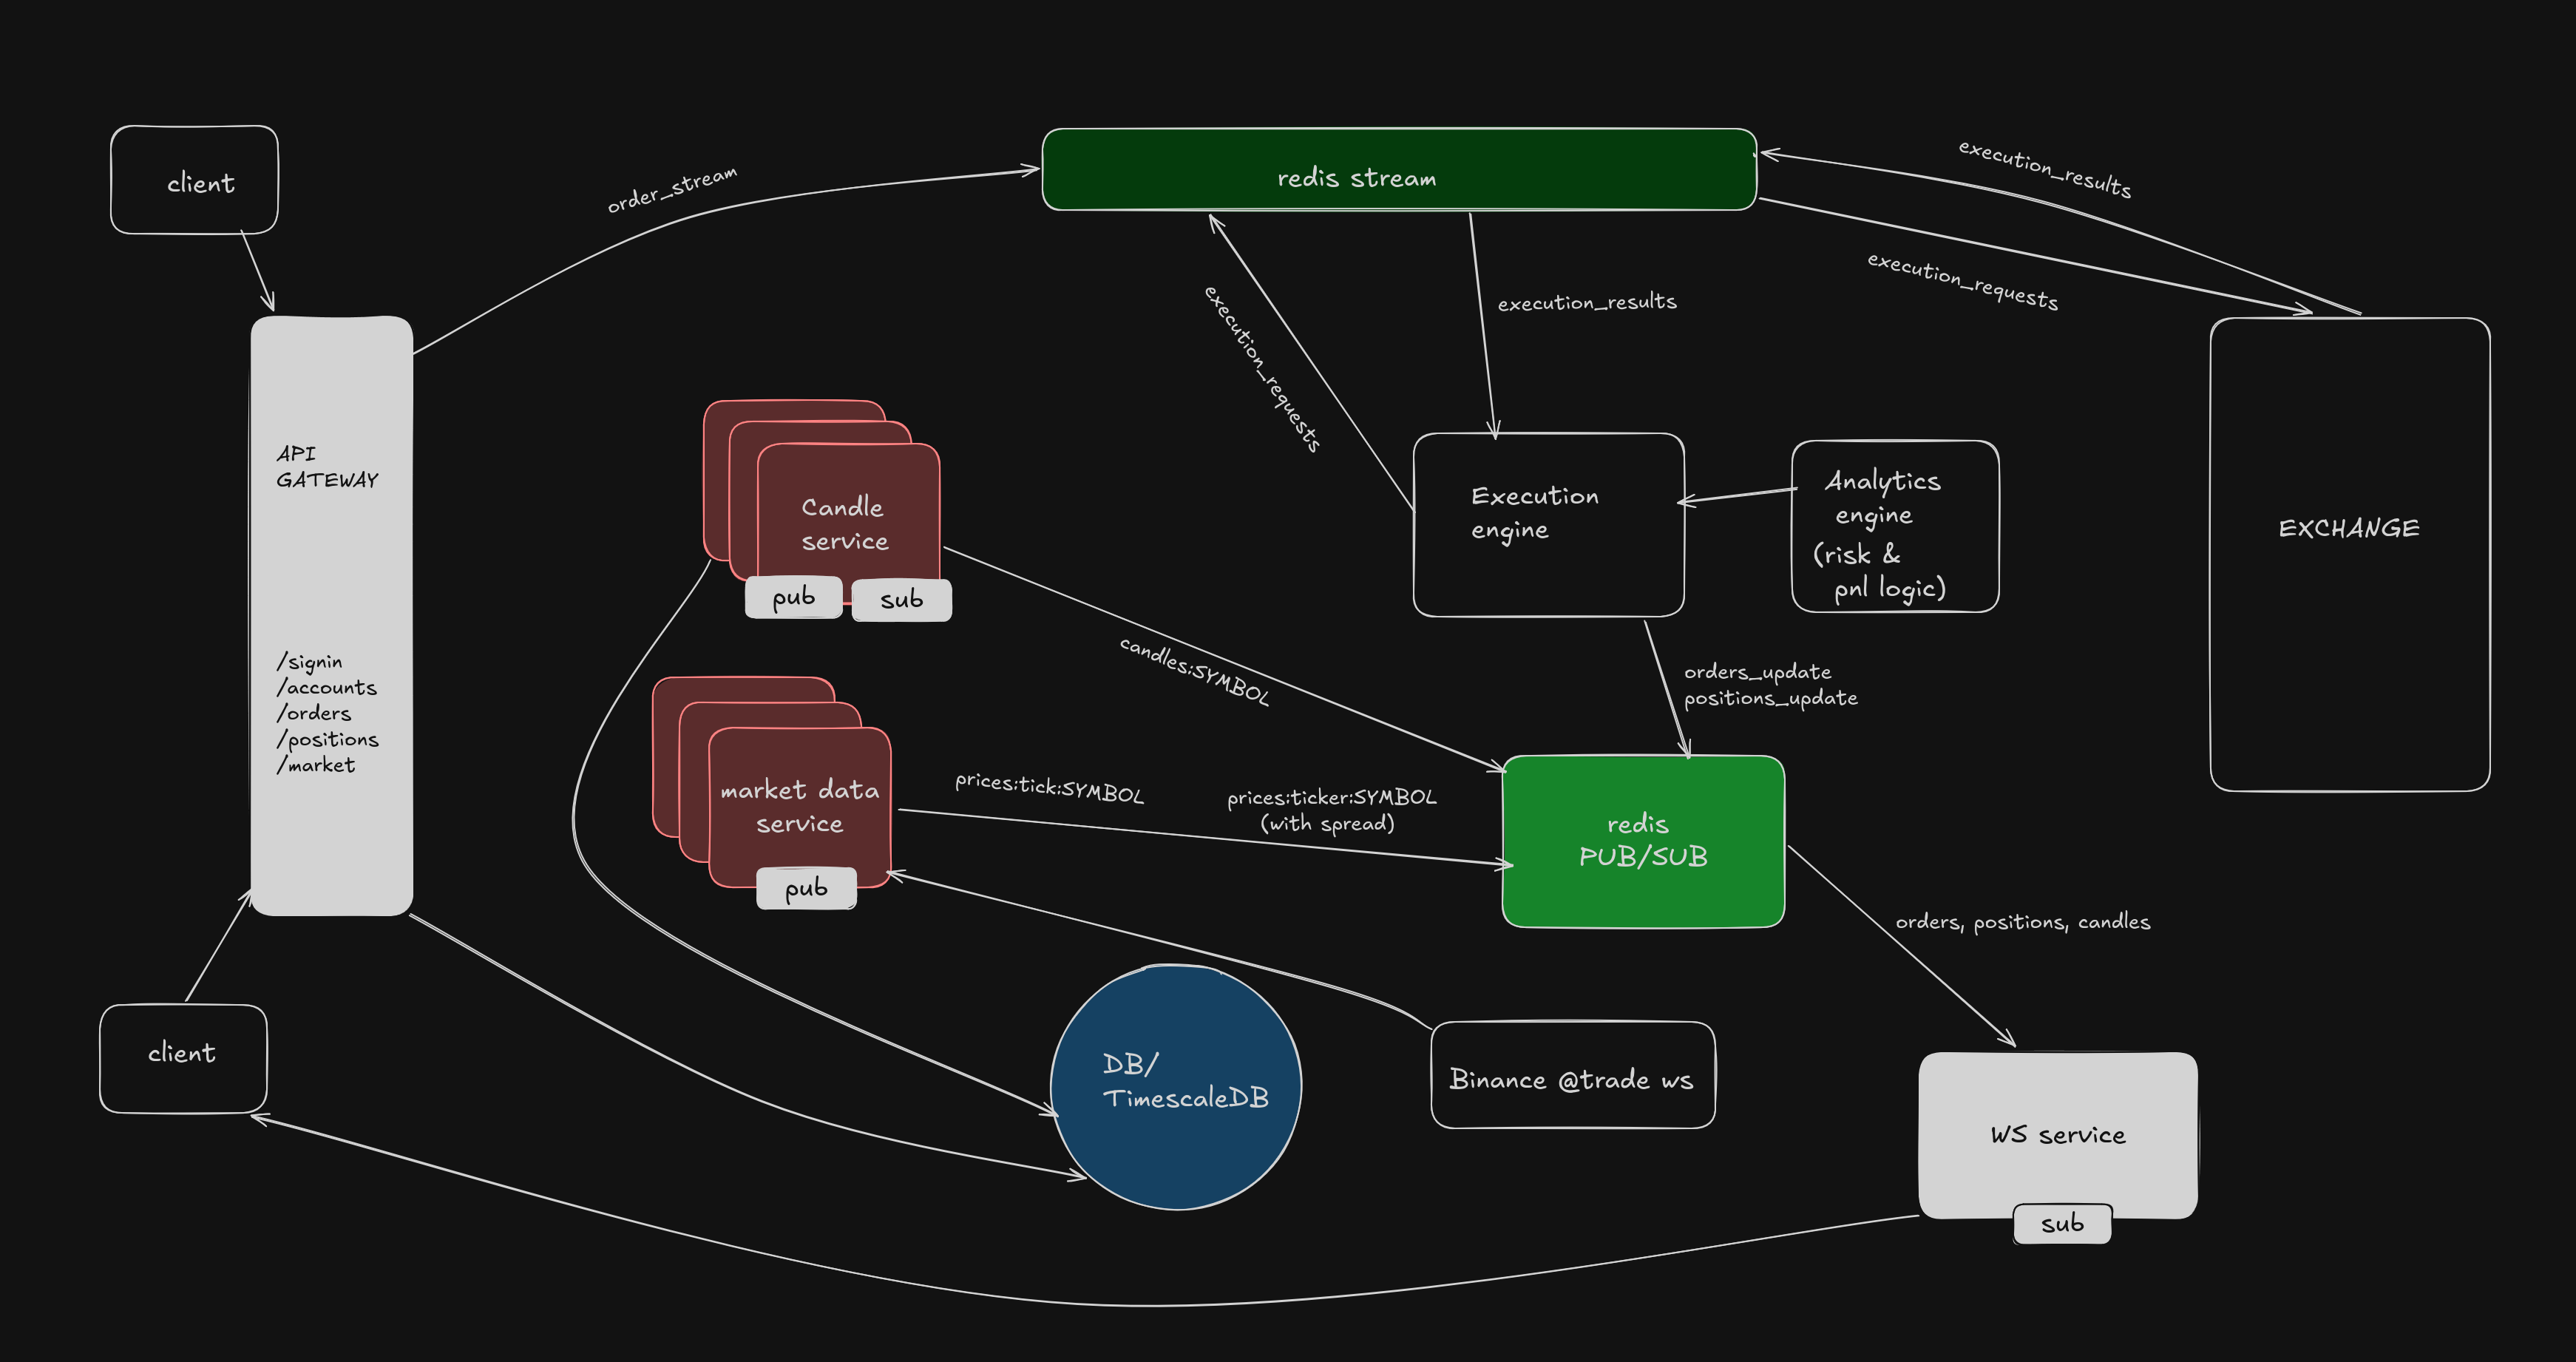 client
order_stream
redis stream
execution_results
execution_requests
execution_results
execution_requests
API
GATEWAY
/signin
/accounts
/orders
/positions
/market
Candle
service
pub
sub
candles:SYMBOL
Execution
engine
Analytics
engine
(risk &
pnl logic)
EXCHANGE
orders_update
positions_update
market data
service
pub
prices:tick:SYMBOL
prices:ticker:SYMBOL
(with spread)
redis
PUB/SUB
orders, positions, candles
client
DB/
TimescaleDB
Binance @trade ws
WS service
sub